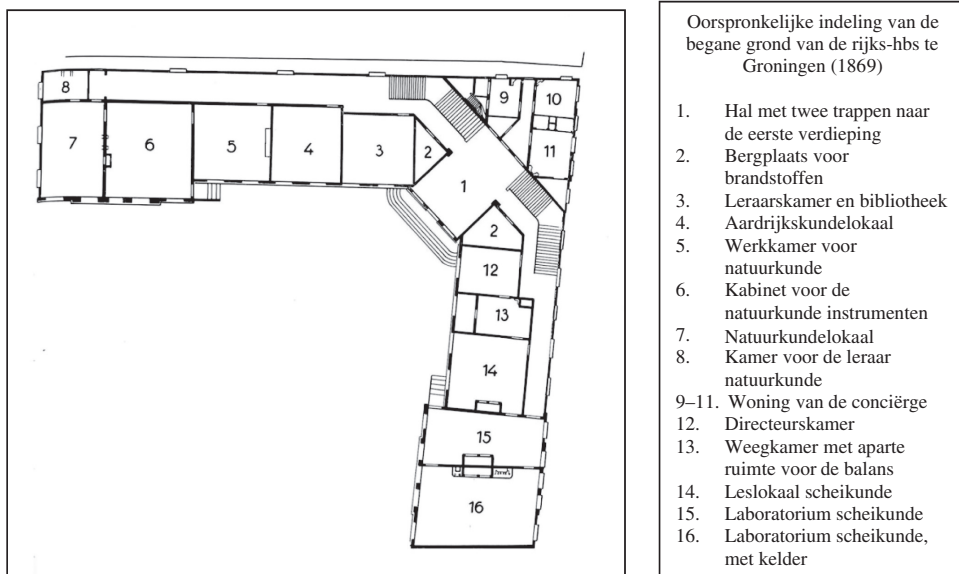 8
9
10
7
6
5
4
3
2
11
1
2
12
13
14
15
16
Oorspronkelijke indeling van de
begane grond van de rijks-hbs te
Groningen (1869)
1. Hal met twee trappen naar
de eerste verdieping
2. Bergplaats voor
brandstoffen
3. Leraarskamer en bibliotheek
4. Aardrijkskundelokaal
5. Werkkamer voor
natuurkunde
6. Kabinet voor de
natuurkunde instrumenten
7. Natuurkundelokaal
8. Kamer voor de leraar
natuurkunde
9–11. Woning van de conciërge
12. Directeurskamer
13. Weegkamer met aparte
ruimte voor de balans
14. Leslokaal scheikunde
15. Laboratorium scheikunde
16. Laboratorium scheikunde,
met kelder